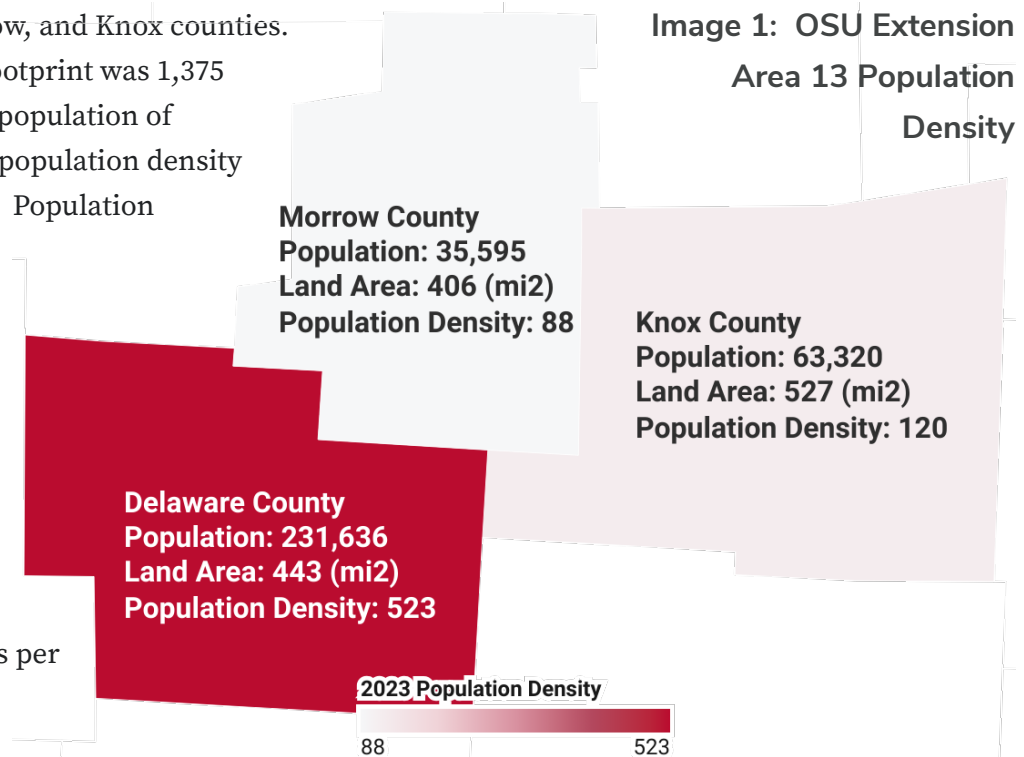 ow, and Knox counties.
ootprint was 1,375
population of
population density
Population
s per
Image 1: OSU Extension
Area 13 Population
Density
Morrow County
Population: 35,595
Land Area: 406 (mi2)
Population Density: 88
Knox County
Population: 63,320
Land Area: 527 (mi2)
Population Density: 120
Delaware County
Population: 231,636
Land Area: 443 (mi2)
Population Density: 523
2023 Population Density
88 523